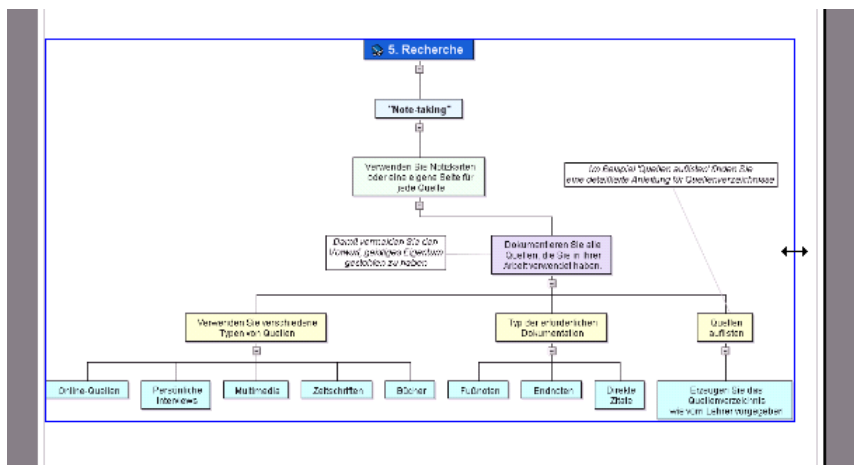 5. Recherche
"Note-taking"
Verwenden Sie Notizkarten
oder eine eigene Seite für
jede Quelle
Im Beispiel 'Quellen auflisten' finden Sie
eine detaillierte Anleitung für Quellenverzeichnisse
Damit vermeiden Sie den
Vorwurf, geistiges Eigentum
gestohlen zu haben.
Dokumentieren Sie alle
Quellen, die Sie in Ihrer
Arbeit verwendet haben.
Verwenden Sie verschiedene
Typen von Quellen
Typ der erforderlichen
Dokumentation
Quellen
auflisten
Online-Quellen
Persönliche
Interviews
Multimedia
Zeitschriften
Bücher
Fußnoten
Endnoten
Direkte
Zitate
Erzeugen Sie das
Quellenverzeichnis
wie vom Lehrer vorgegeben